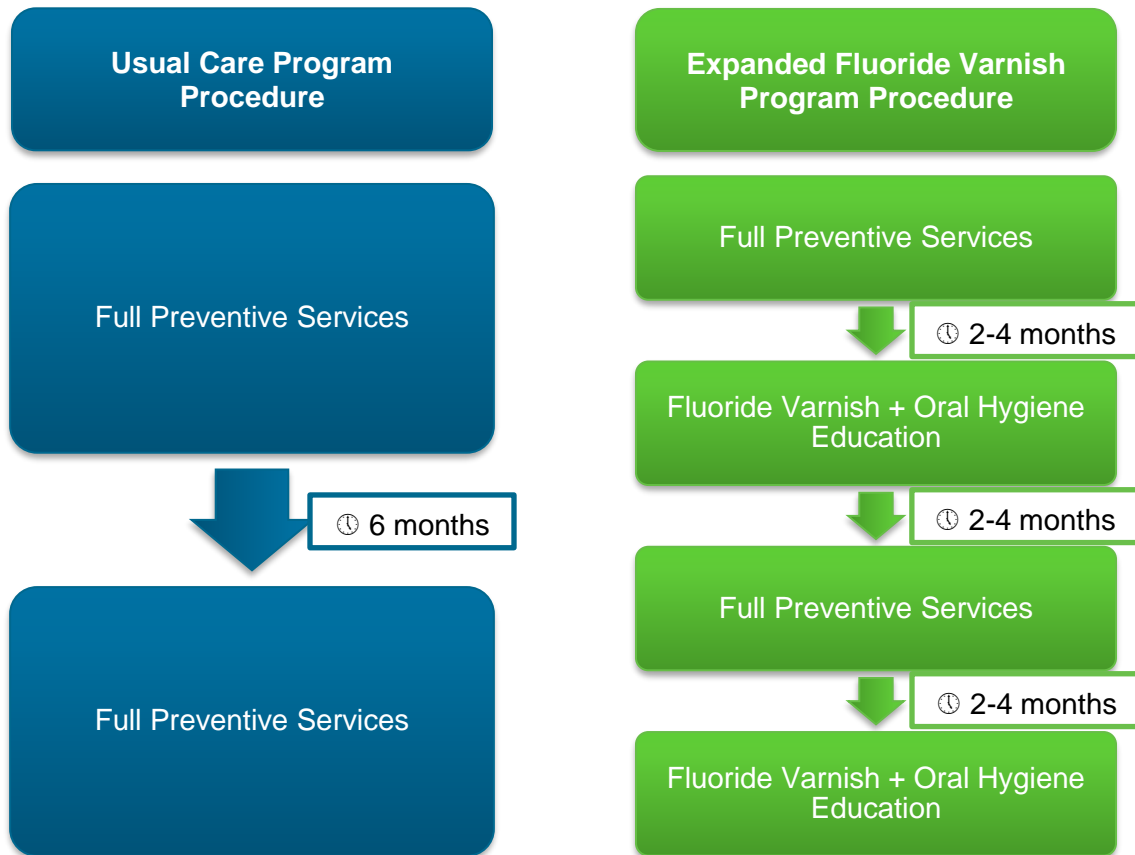 Usual Care Program
Procedure
Full Preventive Services
🕔 6 months
Full Preventive Services
Expanded Fluoride Varnish
Program Procedure
Full Preventive Services
🕔 2-4 months
Fluoride Varnish + Oral Hygiene
Education
🕔 2-4 months
Full Preventive Services
🕔 2-4 months
Fluoride Varnish + Oral Hygiene
Education